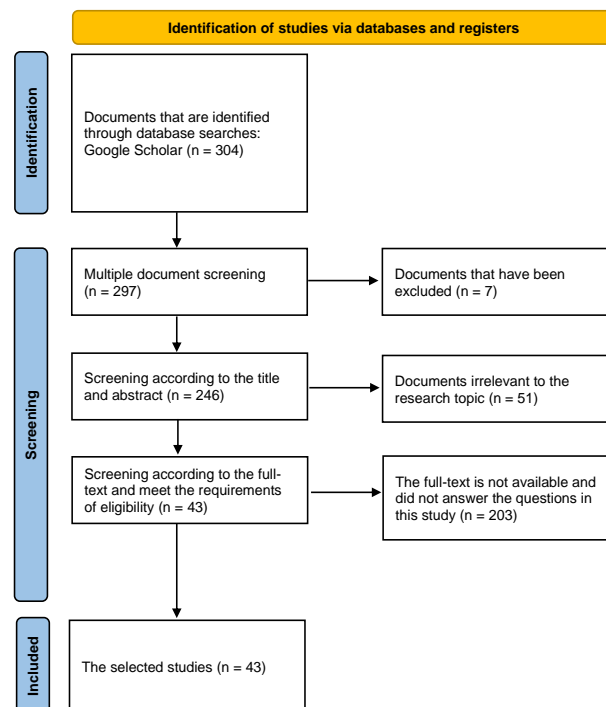 Identification of studies via databases and registers
Identification
Documents that are identified
through database searches:
Google Scholar (n = 304)
Screening
Multiple document screening
(n = 297)
Documents that have been
excluded (n = 7)
Screening according to the title
and abstract (n = 246)
Documents irrelevant to the
research topic (n = 51)
Screening according to the full-
text and meet the requirements
of eligibility (n = 43)
The full-text is not available and
did not answer the questions in
this study (n = 203)
Included
The selected studies (n = 43)